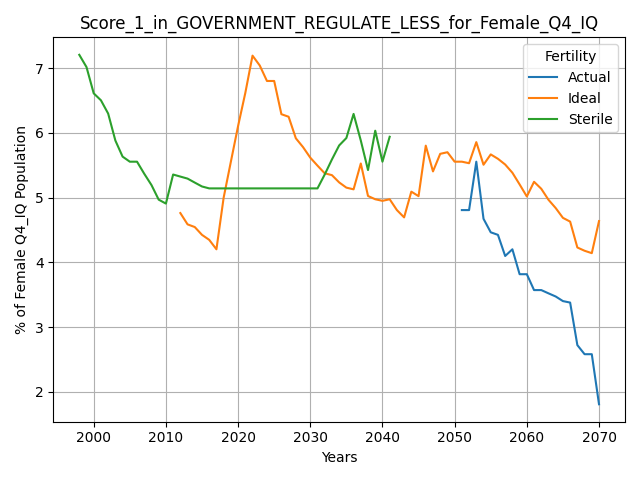 Score_1_in_GOVERNMENT_REGULATE_LESS_for_Female_Q4_IQ
Fertility
Actual
Ideal
Sterile
% of Female Q4_IQ Population
7
6
5
4
3
2
2000 2010 2020 2030 2040 2050 2060 2070
Years